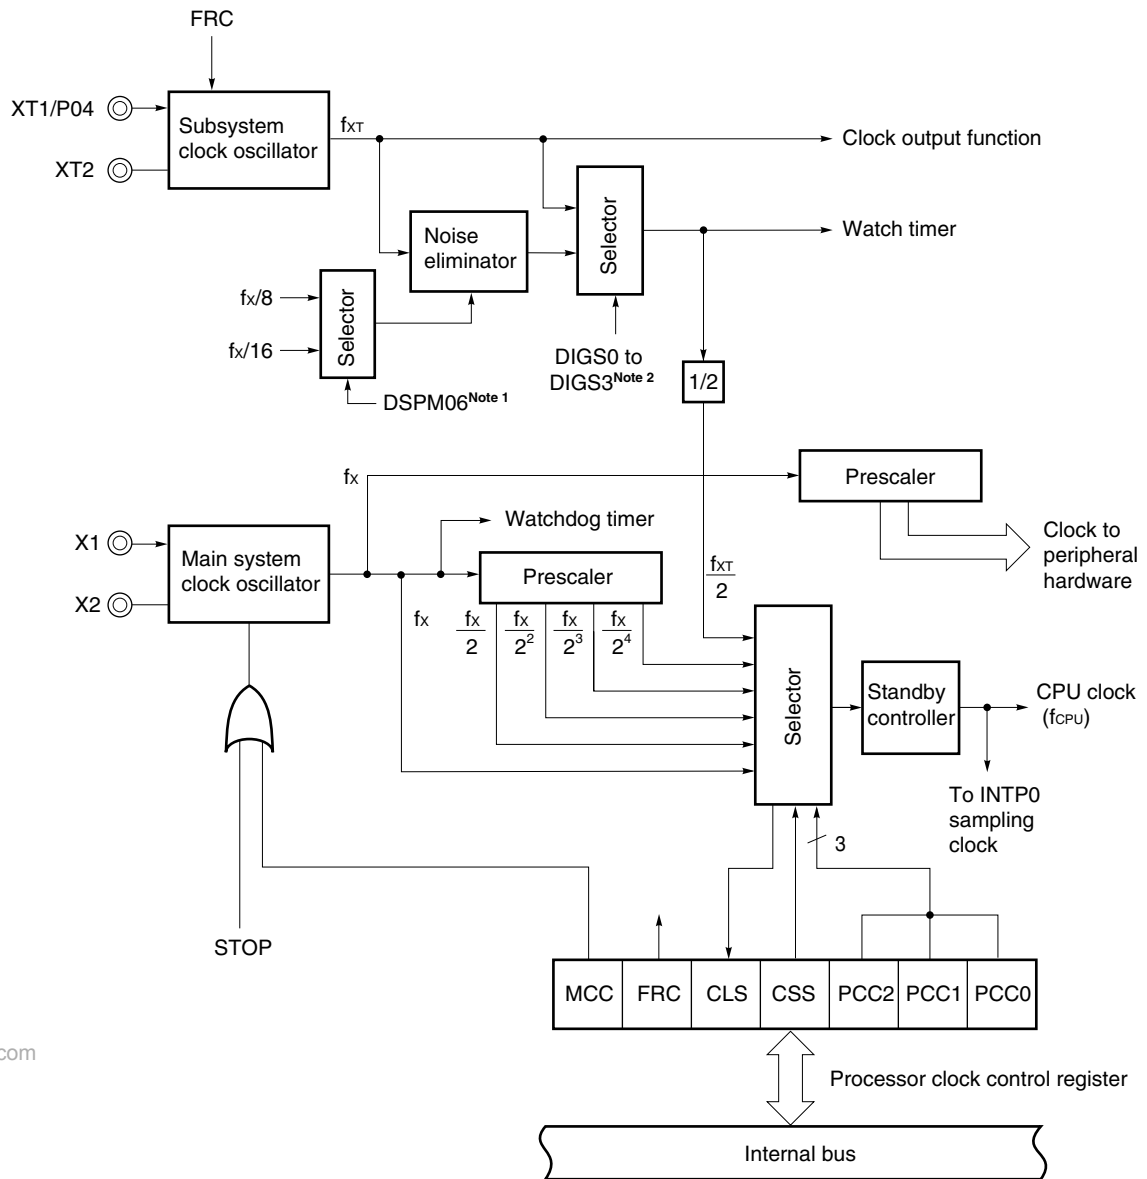 FRC
XT1/P04
Subsystem
clock oscillator
XT2
fXT
Clock output function
Noise
eliminator
Selector
Watch timer
fX/8
fX/16
Selector
DIGS0 to
DIGS3Note 2
DSPM06Note 1
1/2
fX
Prescaler
Clock to
peripheral
hardware
X1
Main system
clock oscillator
X2
Watchdog timer
Prescaler
fXT
2
fX
fX
2
fX
2²
fX
2³
fX
2⁴
Selector
Standby
controller
CPU clock
(fCPU)
To INTP0
sampling
clock
3
STOP
MCC FRC CLS CSS PCC2 PCC1 PCC0
com
Processor clock control register
Internal bus